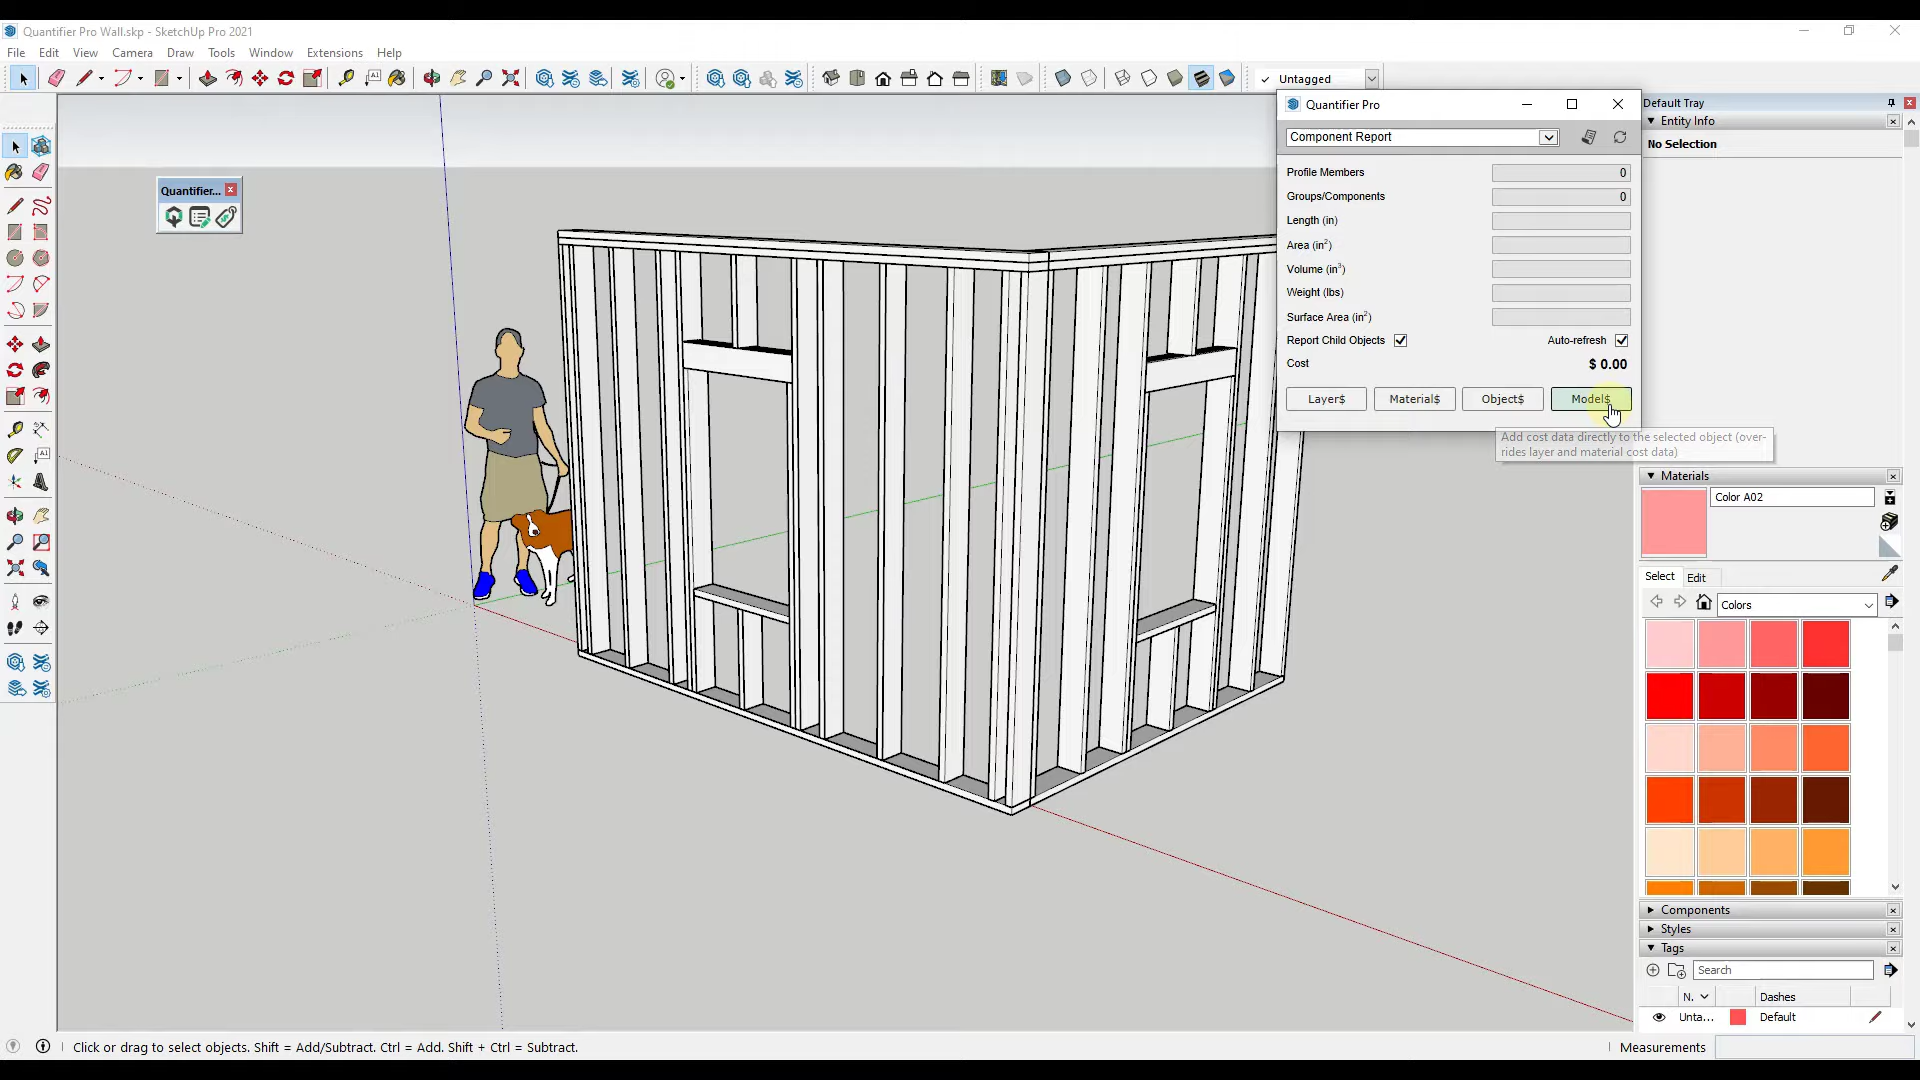 Quantifier Pro Wall.skp - SketchUp Pro 2021
File Edit View Camera Draw Tools Window Extensions Help
Untagged
Quantifier Pro
Component Report
Profile Members 0
Groups/Components 0
Length (in)
Area (in²)
Volume (in³)
Weight (lbs)
Surface Area (in²)
Report Child Objects Auto-refresh
Cost $ 0.00
Layer$ Material$ Object$ Model$
Add cost data directly to the selected object (over-
rides layer and material cost data)
Quantifier...
Default Tray
Entity Info
No Selection
Materials
Color A02
Select Edit
Colors
Components
Styles
Tags
Search
N. Dashes
Unta... Default
Click or drag to select objects. Shift = Add/Subtract. Ctrl = Add. Shift + Ctrl = Subtract.
Measurements